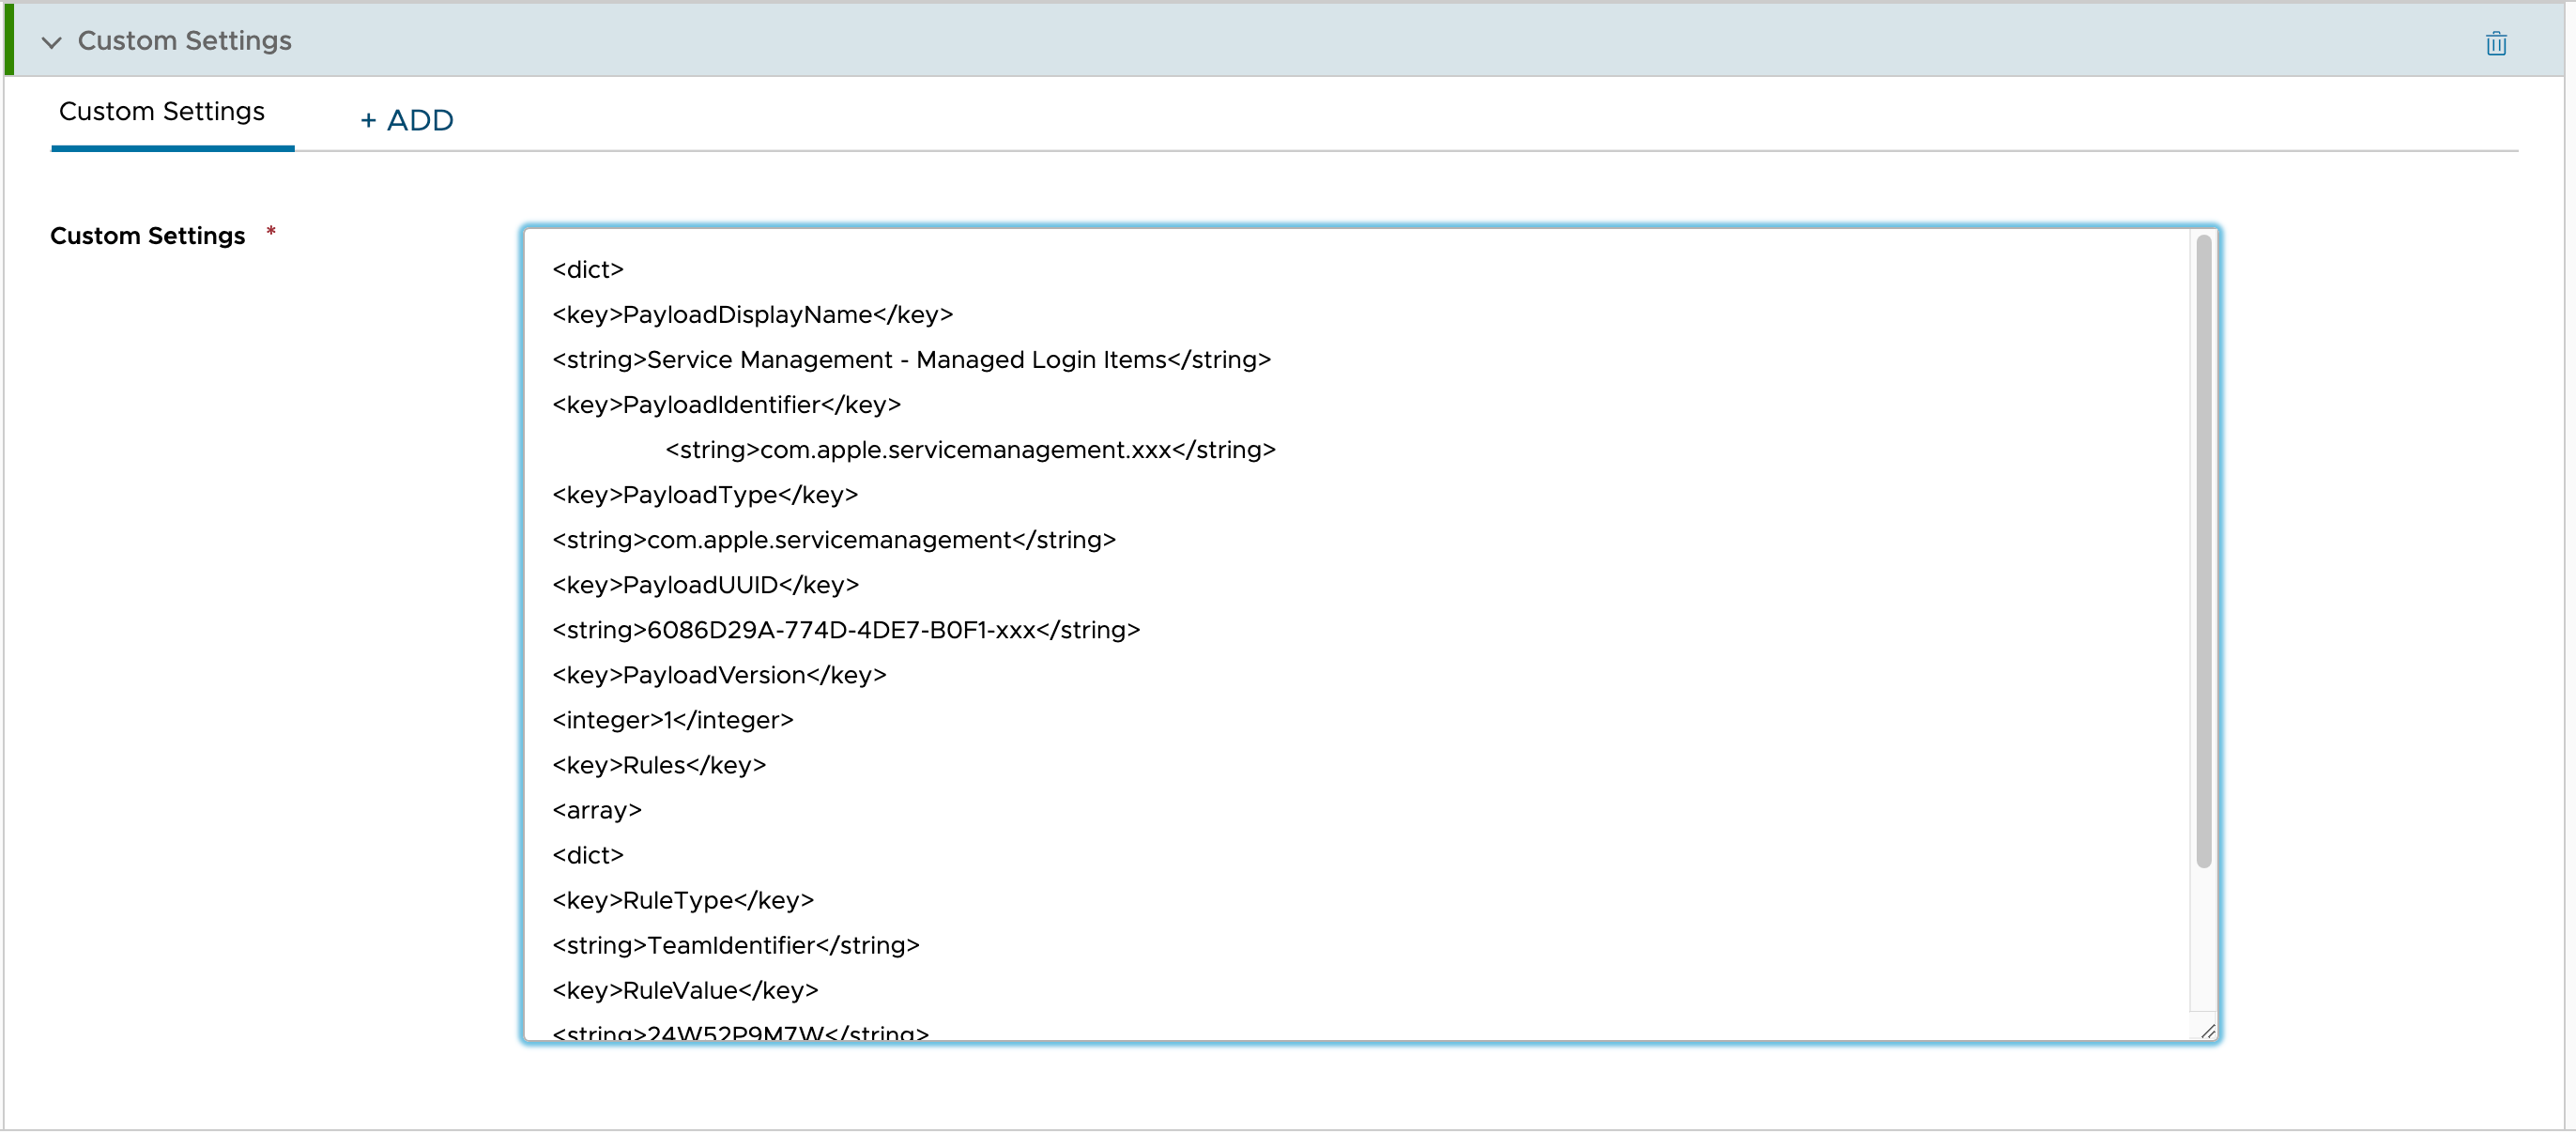 Custom Settings
Custom Settings
+ ADD
Custom Settings *
<dict>
<key>PayloadDisplayName</key>
<string>Service Management - Managed Login Items</string>
<key>PayloadIdentifier</key>
<string>com.apple.servicemanagement.xxx</string>
<key>PayloadType</key>
<string>com.apple.servicemanagement</string>
<key>PayloadUUID</key>
<string>6086D29A-774D-4DE7-B0F1-xxx</string>
<key>PayloadVersion</key>
<integer>1</integer>
<key>Rules</key>
<array>
<dict>
<key>RuleType</key>
<string>TeamIdentifier</string>
<key>RuleValue</key>
<string>24W52P9M7W</string>